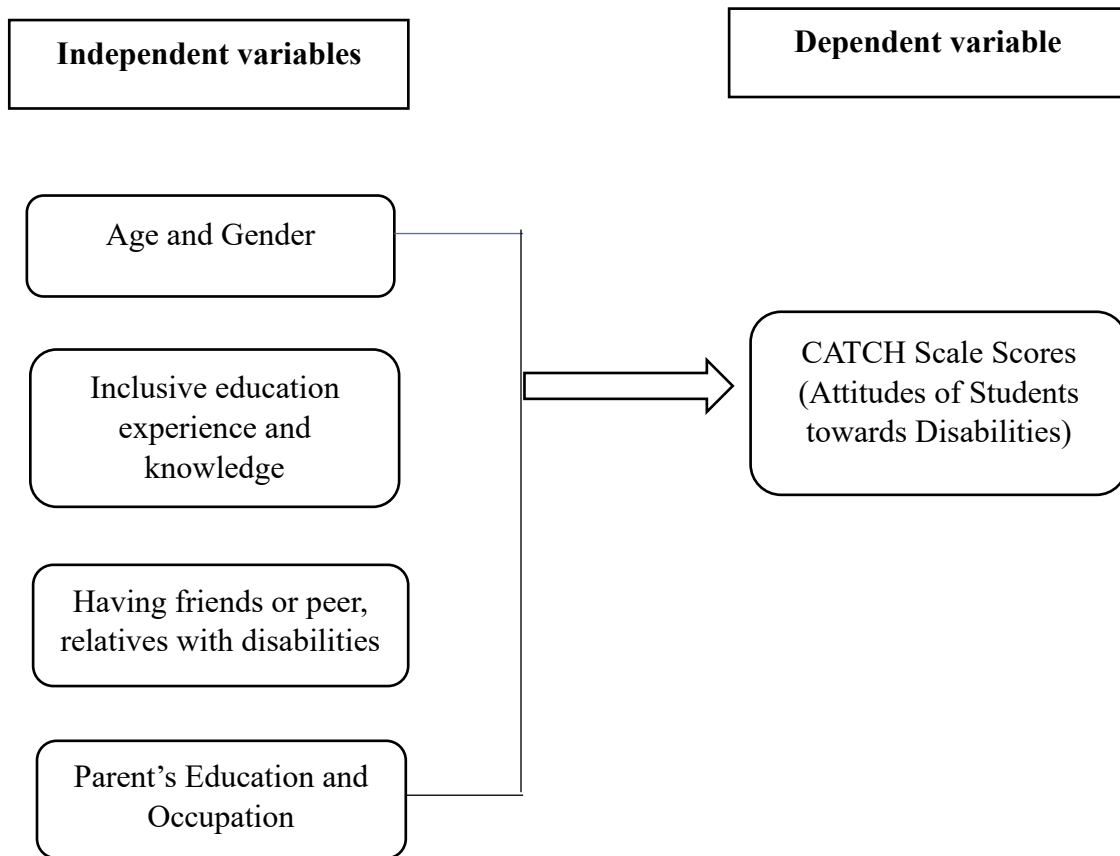 Independent variables
Dependent variable
Age and Gender
Inclusive education
experience and
knowledge
Having friends or peer,
relatives with disabilities
Parent’s Education and
Occupation
CATCH Scale Scores
(Attitudes of Students
towards Disabilities)